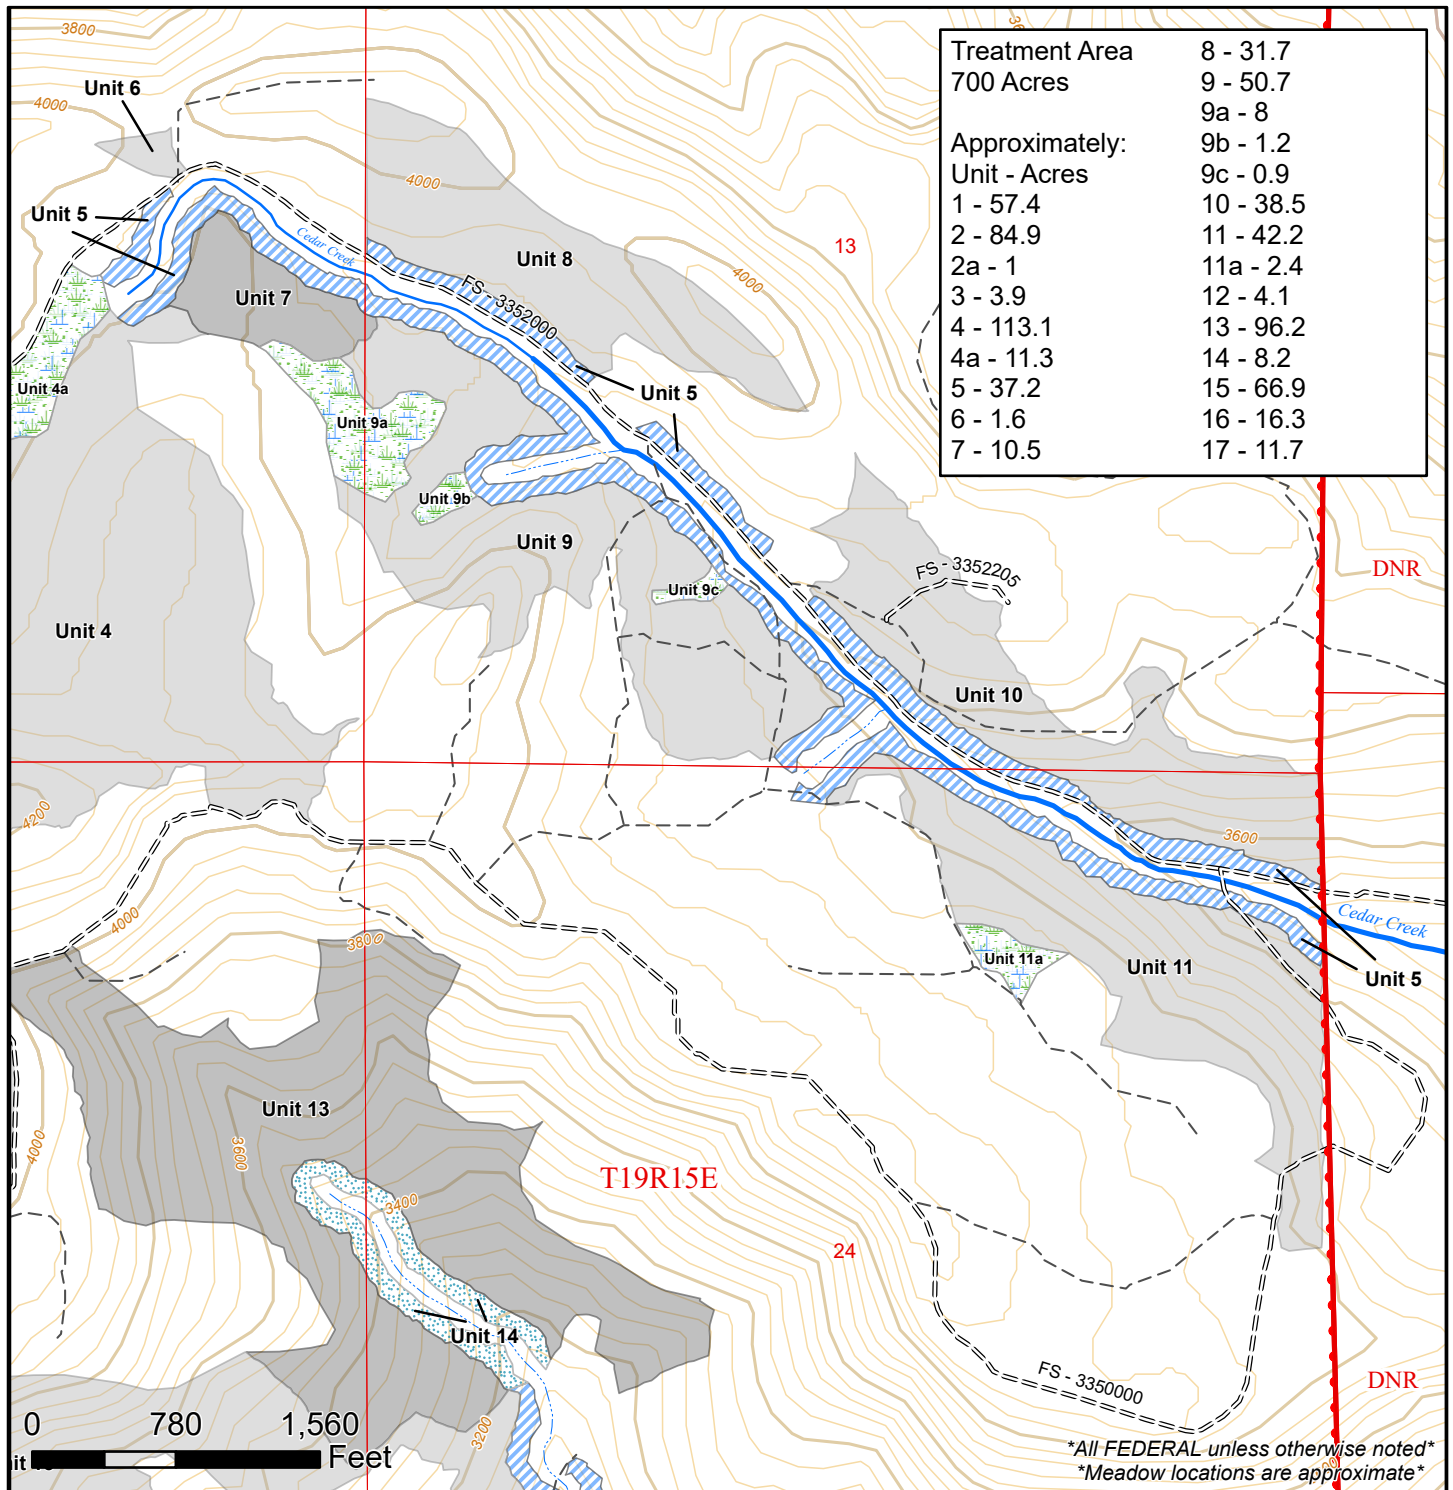 3800
36
Treatment Area
700 Acres
Approximately:
Unit - Acres
1 - 57.4
2 - 84.9
2a - 1
3 - 3.9
4 - 113.1
4a - 11.3
5 - 37.2
6 - 1.6
7 - 10.5
8 - 31.7
9 - 50.7
9a - 8
9b - 1.2
9c - 0.9
10 - 38.5
11 - 42.2
11a - 2.4
12 - 4.1
13 - 96.2
14 - 8.2
15 - 66.9
16 - 16.3
17 - 11.7
Unit 6
4000
4000
Unit 5
Cedar Creek
13
Unit 8
4000
Unit 7
FS - 3352000
Unit 4a
Unit 5
Unit 9a
Unit 9b
Unit 9
FS - 3352205
DNR
Unit 9c
Unit 4
Unit 10
4200
3600
4000
3800
Cedar Creek
Unit 11a
Unit 11
Unit 5
Unit 13
4000
3600
T19R15E
3400
24
Unit 14
FS - 3350000
DNR
3200
0 780 1,560
Feet
*All FEDERAL unless otherwise noted*
*Meadow locations are approximate*